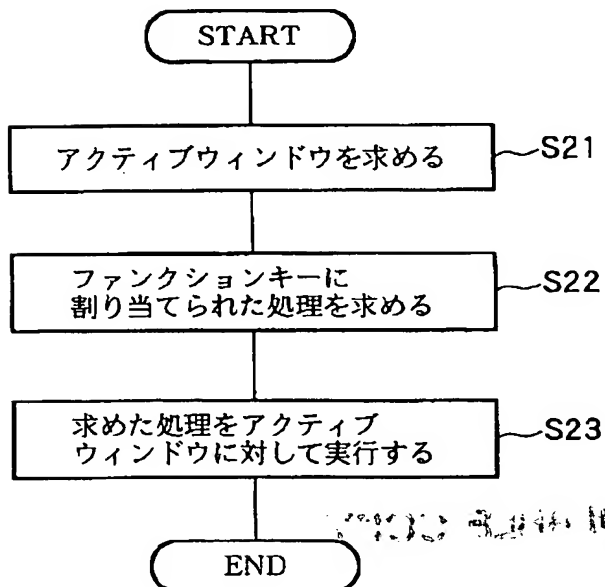 START
アクティブウィンドウを求める
S21
ファンクションキーに
割り当てられた処理を求める
S22
求めた処理をアクティブ
ウィンドウに対して実行する
S23
END